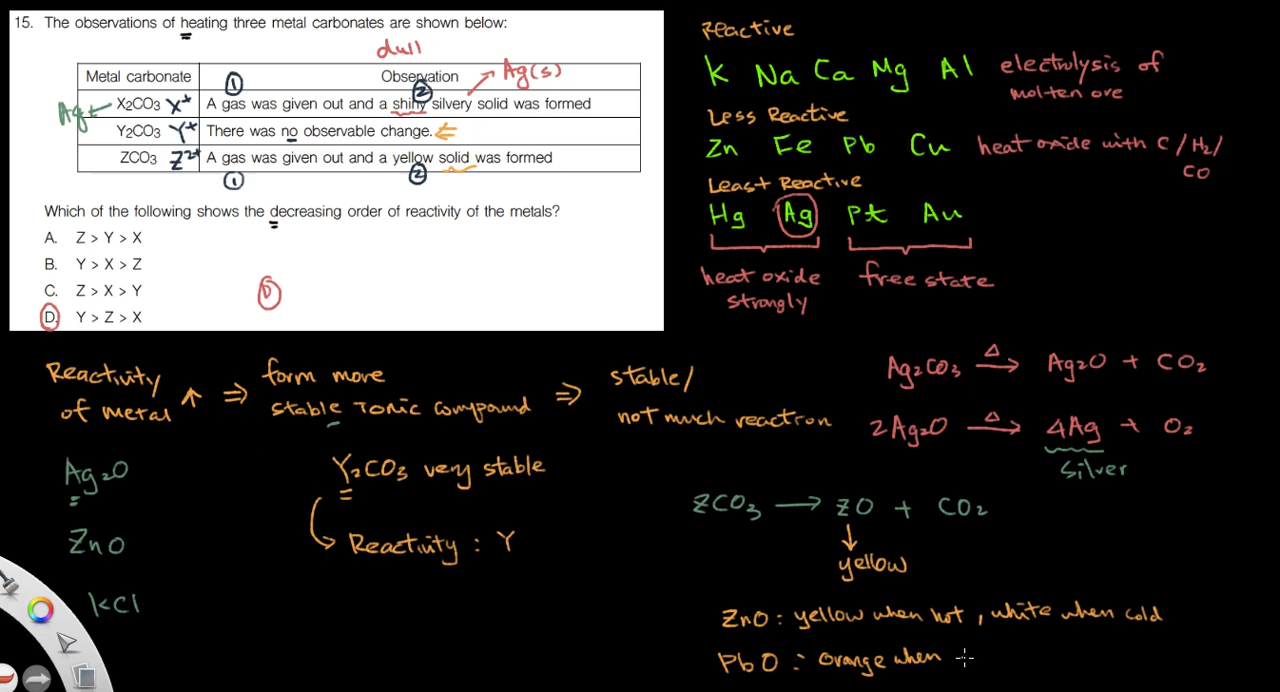 15. The observations of heating three metal carbonates are shown below:
dull
Metal carbonate ① Observation Ag(s)
Ag+ X2CO3 X+ A gas was given out and a shiny ② silvery solid was formed
Y2CO3 Y+ There was no observable change.
ZCO3 Z2+ A gas was given out and a yellow solid was formed
① ②
Which of the following shows the decreasing order of reactivity of the metals?
A. Z > Y > X
B. Y > X > Z
C. Z > X > Y
D
D. Y > Z > X
Reactive
K Na Ca Mg Al electrolysis of
molten ore
Less Reactive
Zn Fe Pb Cu heat oxide with C/H2/
CO
Least Reactive
Hg Ag Pt Au
heat oxide free state
strongly
Reactivity ↑ ⇒ form more ⇒ stable/
of metal stable Ionic compound not much reaction
Ag2CO3 Δ→ Ag2O + CO2
2Ag2O Δ→ 4Ag + O2
silver
Ag2O
ZnO
KCl
Y2CO3 very stable
Reactivity : Y
ZCO3 → ZO + CO2
↓
yellow
ZnO : yellow when hot, white when cold
PbO : orange when